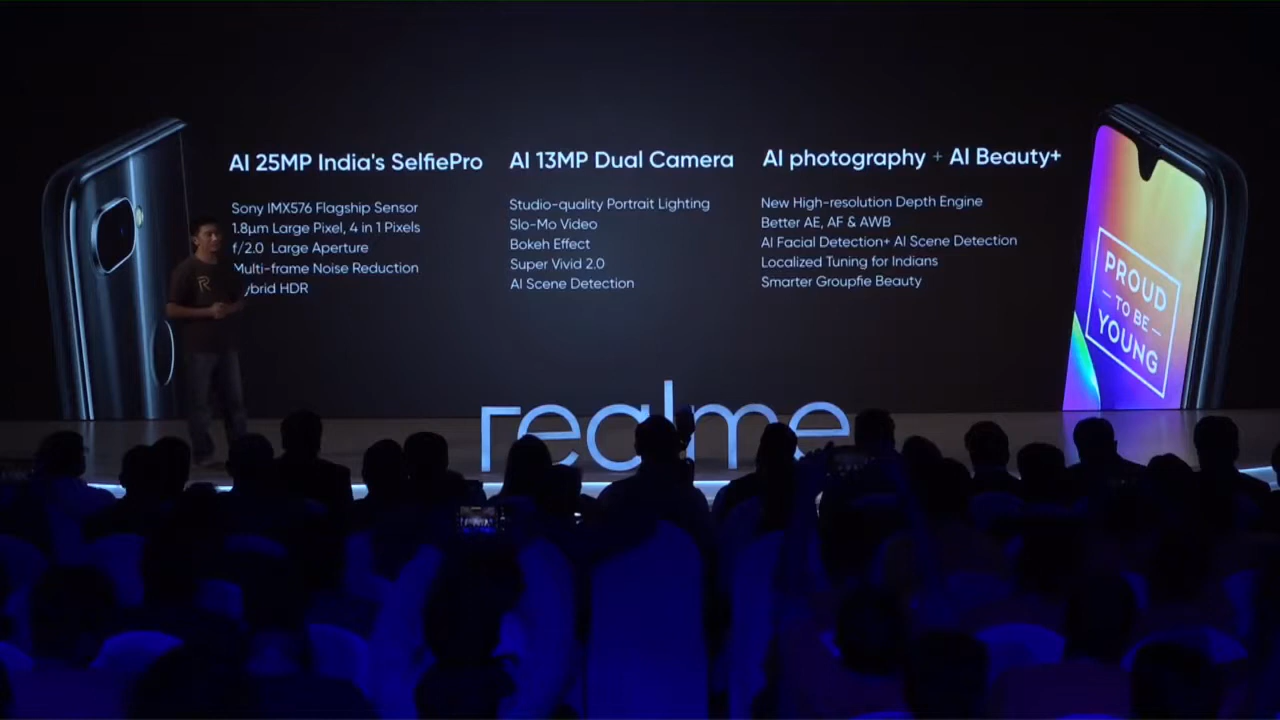 AI 25MP India's SelfiePro
Sony IMX576 Flagship Sensor
1.8μm Large Pixel, 4 in 1 Pixels
f/2.0 Large Aperture
Multi-frame Noise Reduction
ybrid HDR
AI 13MP Dual Camera
Studio-quality Portrait Lighting
Slo-Mo Video
Bokeh Effect
Super Vivid 2.0
AI Scene Detection
AI photography + AI Beauty+
New High-resolution Depth Engine
Better AE, AF & AWB
AI Facial Detection+ AI Scene Detection
Localized Tuning for Indians
Smarter Groupfie Beauty
PROUD
— TO BE —
YOUNG
R
realme